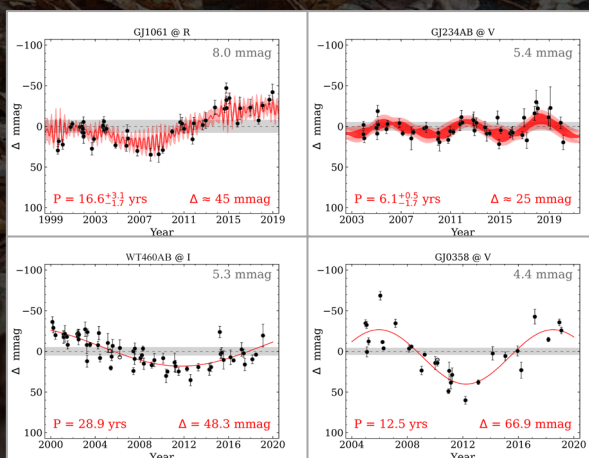 GJ1061 @ R
8.0 mmag
−100
−50
0
50
100
Δ mmag
P = 16.6+3.1−1.7 yrs
Δ ≈ 45 mmag
1999 2003 2007 2011 2015 2019
Year
GJ234AB @ V
5.4 mmag
−100
−50
0
50
100
Δ mmag
P = 6.1+0.5−1.7 yrs
Δ ≈ 25 mmag
2003 2007 2011 2015 2019
Year
WT460AB @ I
5.3 mmag
−100
−50
0
50
100
Δ mmag
P = 28.9 yrs
Δ = 48.3 mmag
2000 2004 2008 2012 2016 2020
Year
GJ0358 @ V
4.4 mmag
−100
−50
0
50
100
Δ mmag
P = 12.5 yrs
Δ = 66.9 mmag
2004 2008 2012 2016 2020
Year